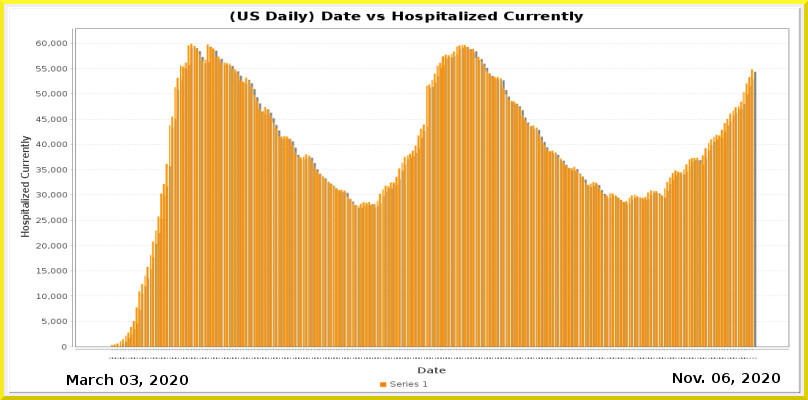 (US Daily) Date vs Hospitalized Currently
60,000
55,000
50,000
45,000
40,000
35,000
30,000
25,000
20,000
15,000
10,000
5,000
0
Hospitalized Currently
Date
March 03, 2020
Nov. 06, 2020
Series 1